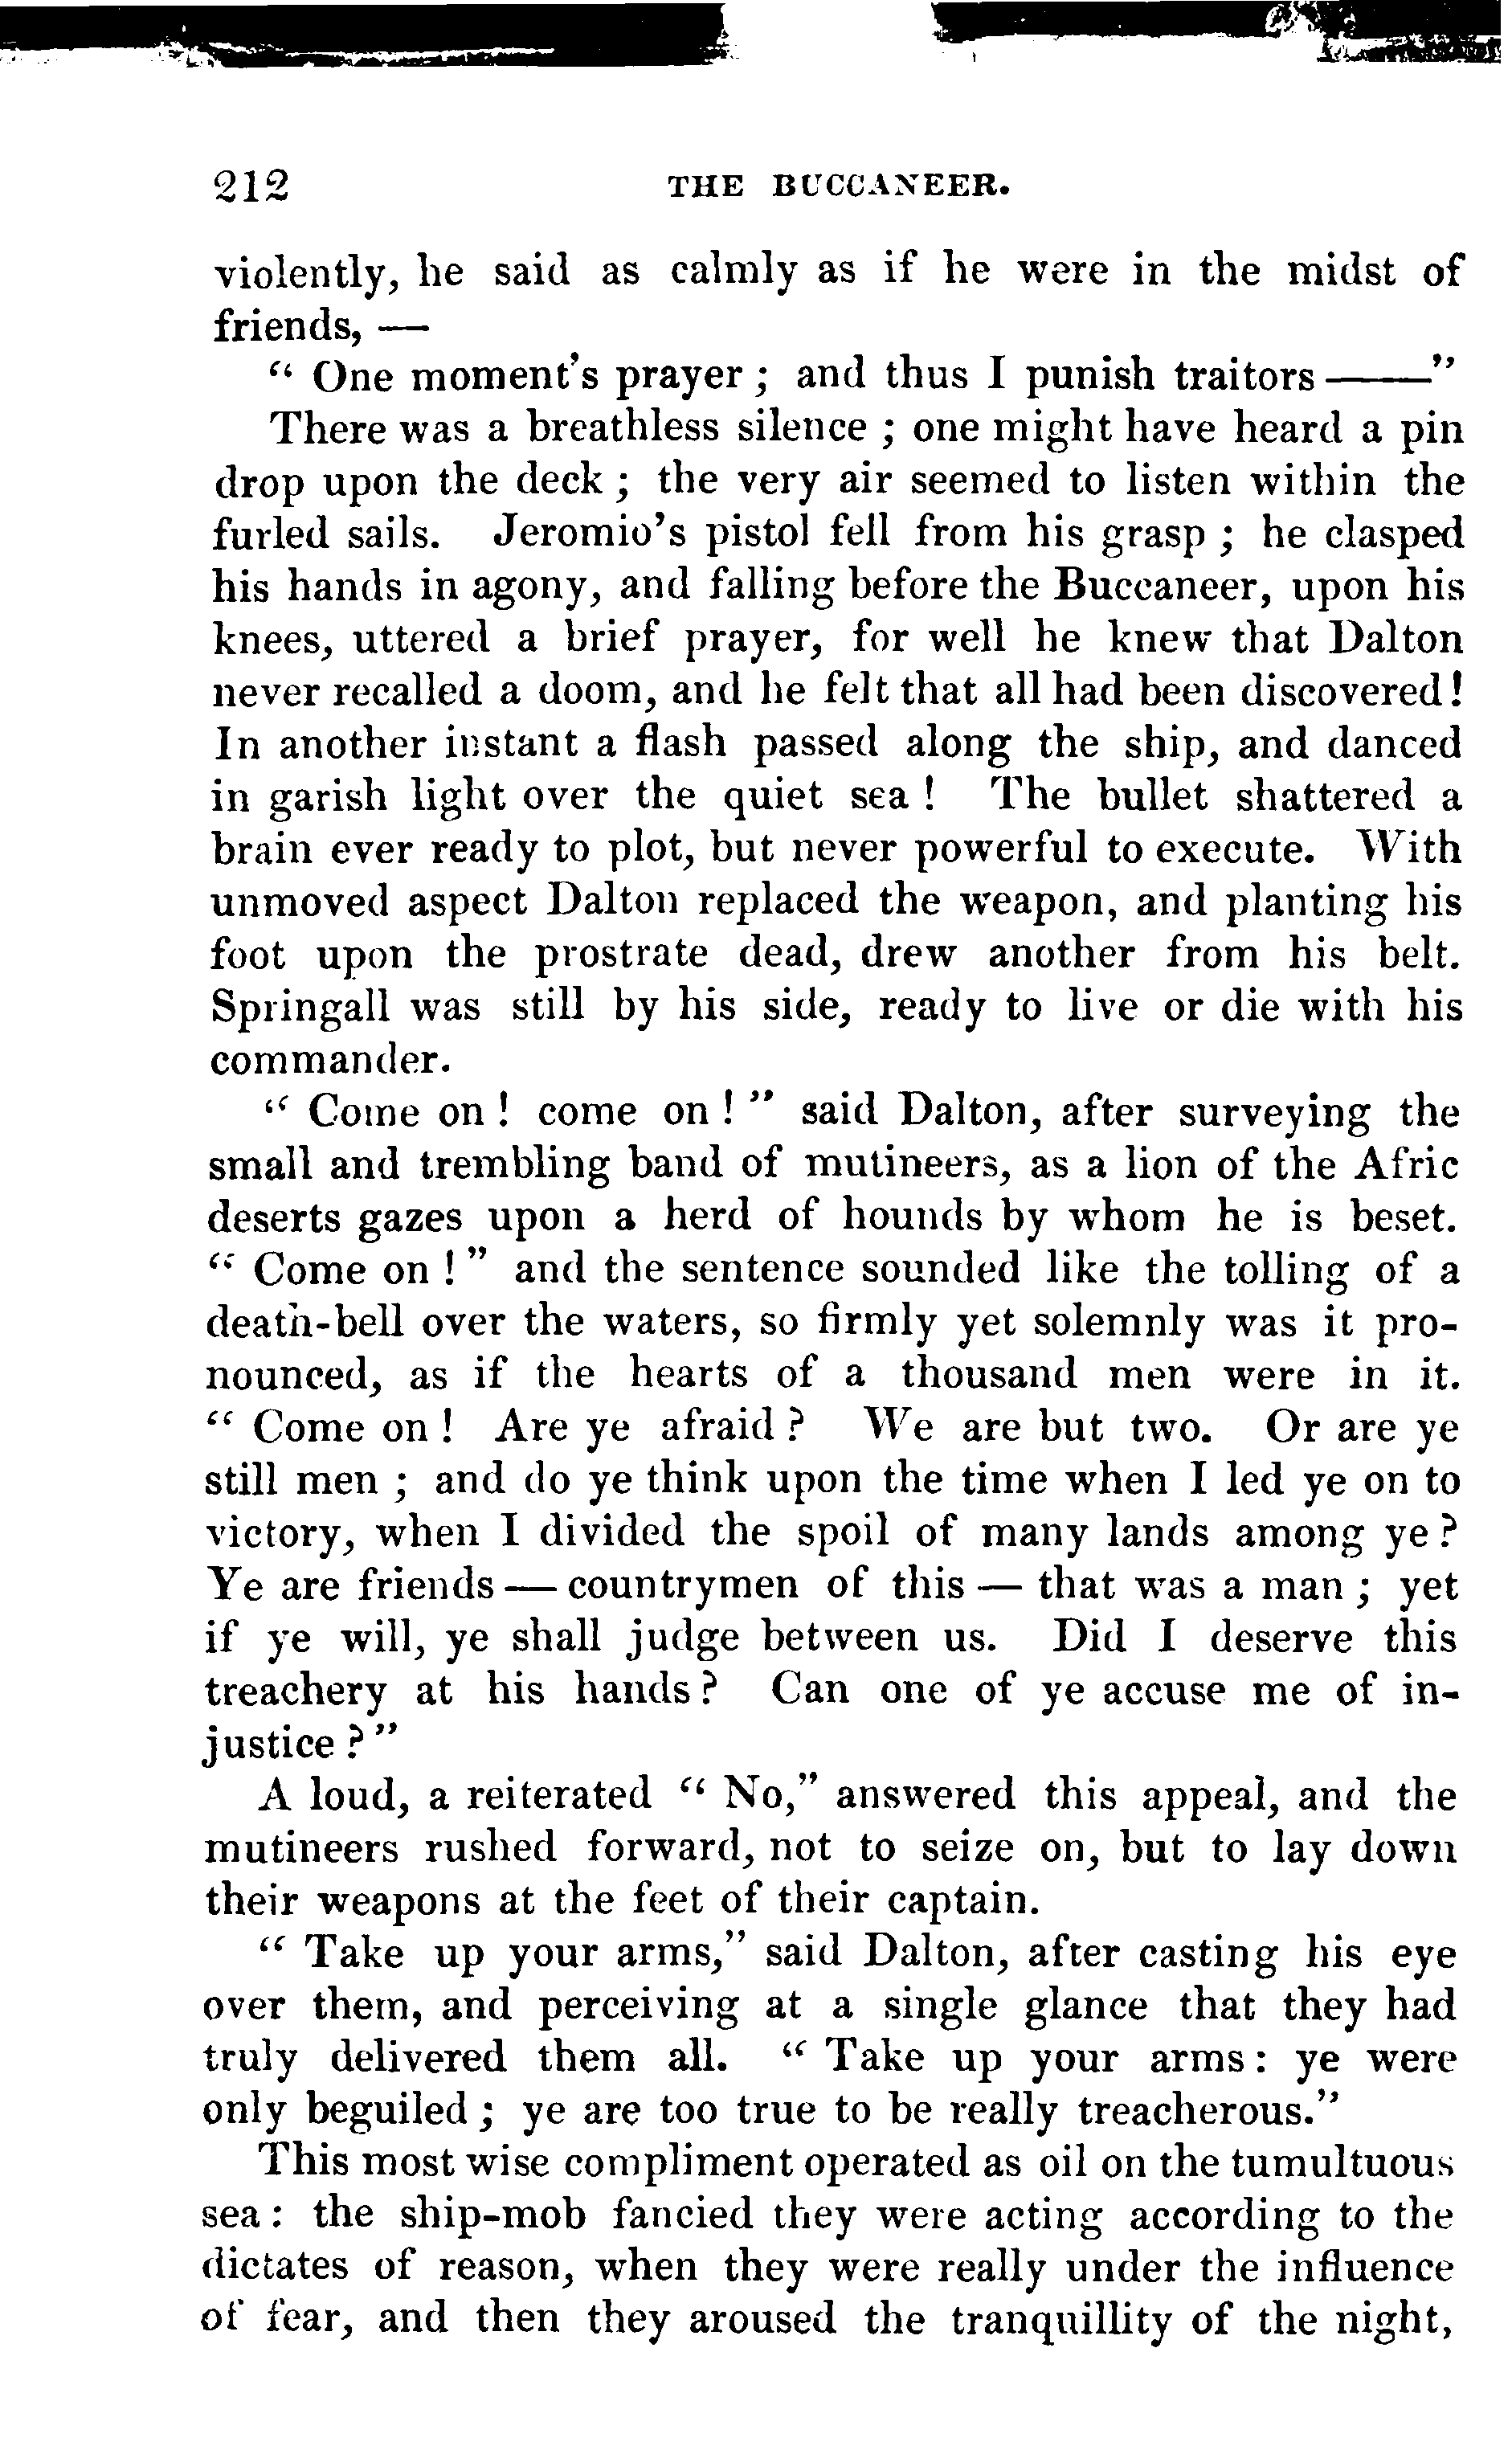 212 THE BUCCANEER.
violently, he said as calmly as if he were in the midst of
friends, —
“ One moment’s prayer ; and thus I punish traitors ——”
There was a breathless silence ; one might have heard a pin
drop upon the deck ; the very air seemed to listen within the
furled sails. Jeromio’s pistol fell from his grasp ; he clasped
his hands in agony, and falling before the Buccaneer, upon his
knees, uttered a brief prayer, for well he knew that Dalton
never recalled a doom, and he felt that all had been discovered !
In another instant a flash passed along the ship, and danced
in garish light over the quiet sea ! The bullet shattered a
brain ever ready to plot, but never powerful to execute. With
unmoved aspect Dalton replaced the weapon, and planting his
foot upon the prostrate dead, drew another from his belt.
Springall was still by his side, ready to live or die with his
commander.
“ Come on ! come on ! ” said Dalton, after surveying the
small and trembling band of mutineers, as a lion of the Afric
deserts gazes upon a herd of hounds by whom he is beset.
“ Come on ! ” and the sentence sounded like the tolling of a
death-bell over the waters, so firmly yet solemnly was it pro-
nounced, as if the hearts of a thousand men were in it.
“ Come on ! Are ye afraid ? We are but two. Or are ye
still men ; and do ye think upon the time when I led ye on to
victory, when I divided the spoil of many lands among ye ?
Ye are friends — countrymen of this — that was a man ; yet
if ye will, ye shall judge between us. Did I deserve this
treachery at his hands ? Can one of ye accuse me of in-
justice ? ”
A loud, a reiterated “ No,” answered this appeal, and the
mutineers rushed forward, not to seize on, but to lay down
their weapons at the feet of their captain.
“ Take up your arms,” said Dalton, after casting his eye
over them, and perceiving at a single glance that they had
truly delivered them all. “ Take up your arms : ye were
only beguiled ; ye are too true to be really treacherous.”
This most wise compliment operated as oil on the tumultuous
sea : the ship-mob fancied they were acting according to the
dictates of reason, when they were really under the influence
of fear, and then they aroused the tranquillity of the night,